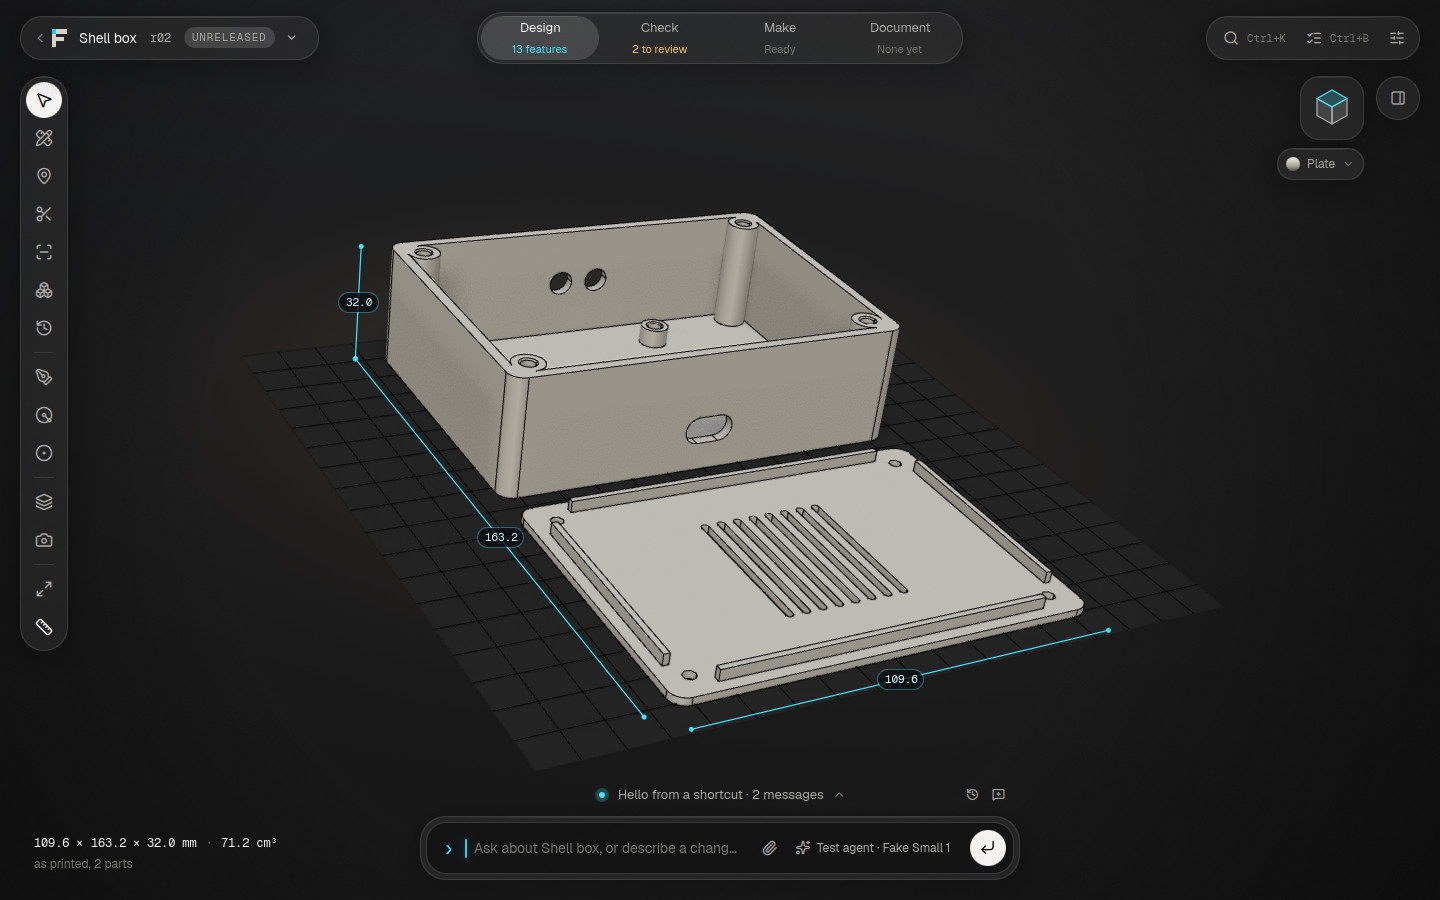 Shell box r02 UNRELEASED
Design
13 features
Check
2 to review
Make
Ready
Document
None yet
Ctrl+K
Ctrl+B
Plate
32.0
163.2
109.6
Hello from a shortcut · 2 messages
109.6 × 163.2 × 32.0 mm · 71.2 cm³
as printed, 2 parts
Ask about Shell box, or describe a chang...
Test agent · Fake Small 1